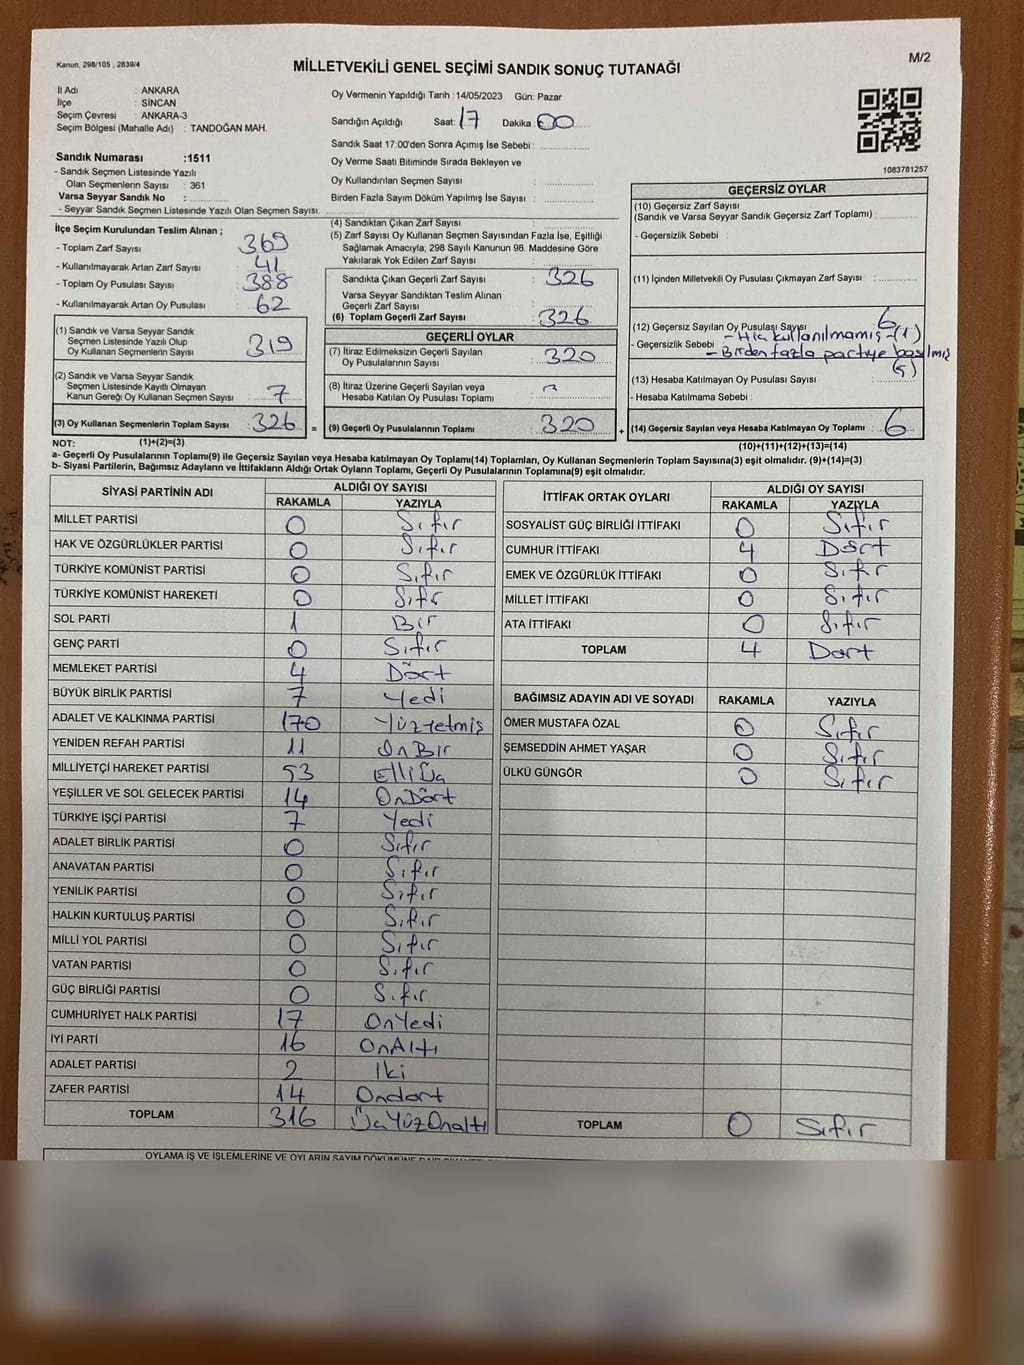 Kanun; 298/105 , 2839/4
M/2
MİLLETVEKİLİ GENEL SEÇİMİ SANDIK SONUÇ TUTANAĞI
İl Adı : ANKARA
İlçe : SİNCAN
Seçim Çevresi : ANKARA-3
Seçim Bölgesi (Mahalle Adı) : TANDOĞAN MAH.
Oy Vermenin Yapıldığı Tarih :14/05/2023 Gün: Pazar
Sandığın Açıldığı Saat: 17 Dakika : 00
Sandık Saat 17:00'den Sonra Açımış İse Sebebi :
Oy Verme Saati Bitiminde Sırada Bekleyen ve
Oy Kullandırılan Seçmen Sayısı :
Birden Fazla Sayım Döküm Yapılmış İse Sayısı :
1083781257
Sandık Numarası :1511
- Sandık Seçmen Listesinde Yazılı
Olan Seçmenlerin Sayısı : 361
Varsa Seyyar Sandık No :
- Seyyar Sandık Seçmen Listesinde Yazılı Olan Seçmen Sayısı:
İlçe Seçim Kurulundan Teslim Alınan ;
- Toplam Zarf Sayısı : 369
- Kullanılmayarak Artan Zarf Sayısı : 41
- Toplam Oy Pusulası Sayısı : 388
- Kullanılmayarak Artan Oy Pusulası : 62
(1) Sandık ve Varsa Seyyar Sandık
Seçmen Listesinde Yazılı Olup
Oy Kullanan Seçmenlerin Sayısı : 319
(2) Sandık ve Varsa Seyyar Sandık
Seçmen Listesinde Kayıtlı Olmayan
Kanun Gereği Oy Kullanan Seçmen Sayısı : 7
(3) Oy Kullanan Seçmenlerin Toplam Sayısı : 326 =
(4) Sandıktan Çıkan Zarf Sayısı :
(5) Zarf Sayısı Oy Kullanan Seçmen Sayısından Fazla İse, Eşitliği
Sağlamak Amacıyla; 298 Sayılı Kanunun 98. Maddesine Göre
Yakılarak Yok Edilen Zarf Sayısı :
Sandıkta Çıkan Geçerli Zarf Sayısı : 326
Varsa Seyyar Sandıktan Teslim Alınan
Geçerli Zarf Sayısı :
(6) Toplam Geçerli Zarf Sayısı : 326
GEÇERLİ OYLAR
(7) İtiraz Edilmeksizin Geçerli Sayılan
Oy Pusulalarının Sayısı : 320
(8) İtiraz Üzerine Geçerli Sayılan veya
Hesaba Katılan Oy Pusulası Toplamı :
(9) Geçerli Oy Pusulalarının Toplamı : 320 +
GEÇERSİZ OYLAR
(10) Geçersiz Zarf Sayısı
(Sandık ve Varsa Seyyar Sandık Geçersiz Zarf Toplamı) :
- Geçersizlik Sebebi :
(11) İçinden Milletvekili Oy Pusulası Çıkmayan Zarf Sayısı :
(12) Geçersiz Sayılan Oy Pusulası Sayısı : 6
- Geçersizlik Sebebi - Hiç kullanılmamış (1)
- Birden fazla partiye basılmış
(5)
(13) Hesaba Katılmayan Oy Pusulası Sayısı :
- Hesaba Katılmama Sebebi :
(14) Geçersiz Sayılan veya Hesaba Katılmayan Oy Toplamı : 6
NOT: (1)+(2)=(3) (10)+(11)+(12)+(13)=(14)
a- Geçerli Oy Pusulalarının Toplamı(9) ile Geçersiz Sayılan veya Hesaba katılmayan Oy Toplamı(14) Toplamları, Oy Kullanan Seçmenlerin Toplam Sayısına(3) eşit olmalıdır. (9)+(14)=(3)
b- Siyasi Partilerin, Bağımsız Adayların ve İttifakların Aldığı Ortak Oyların Toplamı, Geçerli Oy Pusulalarının Toplamına(9) eşit olmalıdır.
SİYASİ PARTİNİN ADI ALDIĞI OY SAYISI
RAKAMLA YAZIYLA
MİLLET PARTİSİ 0 Sıfır
HAK VE ÖZGÜRLÜKLER PARTİSİ 0 Sıfır
TÜRKİYE KOMÜNİST PARTİSİ 0 Sıfır
TÜRKİYE KOMÜNİST HAREKETİ 0 Sıfır
SOL PARTİ 1 Bir
GENÇ PARTİ 0 Sıfır
MEMLEKET PARTİSİ 4 Dört
BÜYÜK BİRLİK PARTİSİ 7 Yedi
ADALET VE KALKINMA PARTİSİ 170 Yüzyetmiş
YENİDEN REFAH PARTİSİ 11 OnBir
MİLLİYETÇİ HAREKET PARTİSİ 53 ElliÜç
YEŞİLLER VE SOL GELECEK PARTİSİ 14 OnDört
TÜRKİYE İŞÇİ PARTİSİ 7 Yedi
ADALET BİRLİK PARTİSİ 0 Sıfır
ANAVATAN PARTİSİ 0 Sıfır
YENİLİK PARTİSİ 0 Sıfır
HALKIN KURTULUŞ PARTİSİ 0 Sıfır
MİLLİ YOL PARTİSİ 0 Sıfır
VATAN PARTİSİ 0 Sıfır
GÜÇ BİRLİĞİ PARTİSİ 0 Sıfır
CUMHURİYET HALK PARTİSİ 17 OnYedi
İYİ PARTİ 16 OnAltı
ADALET PARTİSİ 2 İki
ZAFER PARTİSİ 14 Ondört
TOPLAM 316 ÜçYüzOnaltı
İTTİFAK ORTAK OYLARI ALDIĞI OY SAYISI
RAKAMLA YAZIYLA
SOSYALİST GÜÇ BİRLİĞİ İTTİFAKI 0 Sıfır
CUMHUR İTTİFAKI 4 Dört
EMEK VE ÖZGÜRLÜK İTTİFAKI 0 Sıfır
MİLLET İTTİFAKI 0 Sıfır
ATA İTTİFAKI 0 Sıfır
TOPLAM 4 Dört
BAĞIMSIZ ADAYIN ADI VE SOYADI RAKAMLA YAZIYLA
ÖMER MUSTAFA ÖZAL 0 Sıfır
ŞEMSEDDİN AHMET YAŞAR 0 Sıfır
ÜLKÜ GÜNGÖR 0 Sıfır
TOPLAM 0 Sıfır
OYLAMA İŞ VE İŞLEMLERİNE VE OYLARIN SAYIM DÖKÜMÜNE DAİR